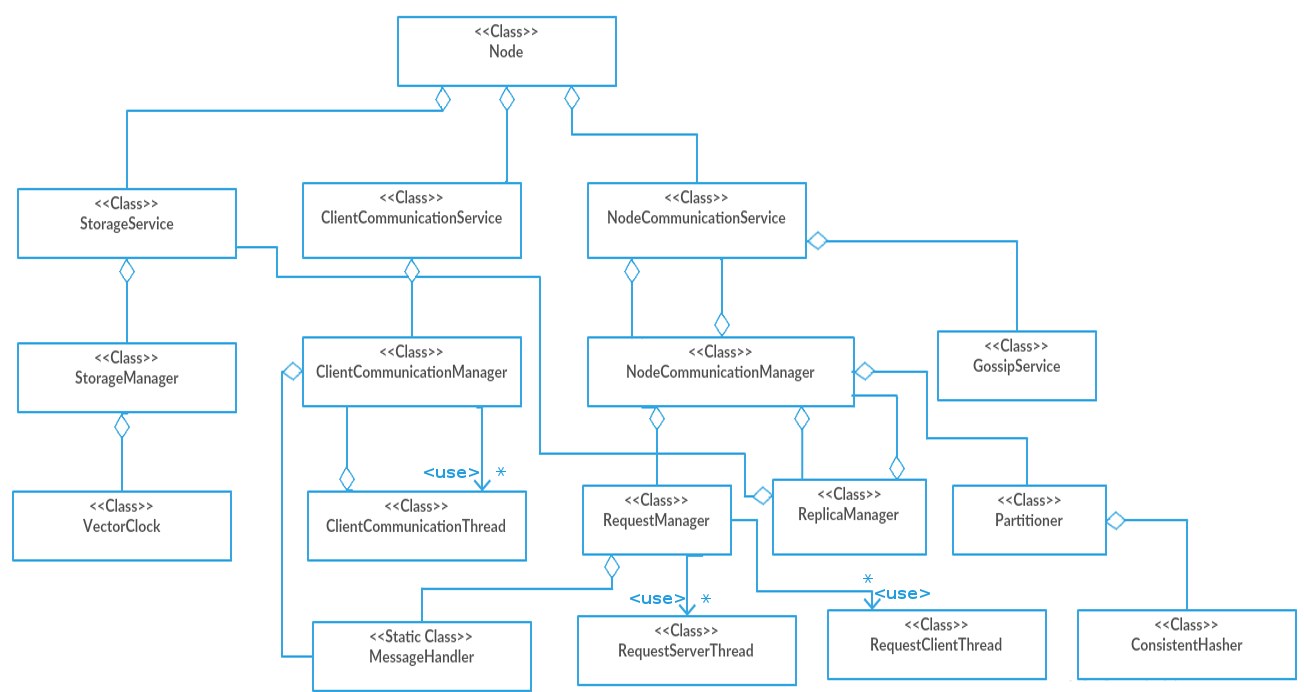 <<Class>>
Node
<<Class>>
StorageService
<<Class>>
ClientCommunicationService
<<Class>>
NodeCommunicationService
<<Class>>
StorageManager
<<Class>>
ClientCommunicationManager
<<Class>>
NodeCommunicationManager
<<Class>>
GossipService
<use> *
<<Class>>
VectorClock
<<Class>>
ClientCommunicationThread
<<Class>>
RequestManager
<<Class>>
ReplicaManager
<<Class>>
Partitioner
<use> *
*
<use>
<<Static Class>>
MessageHandler
<<Class>>
RequestServerThread
<<Class>>
RequestClientThread
<<Class>>
ConsistentHasher